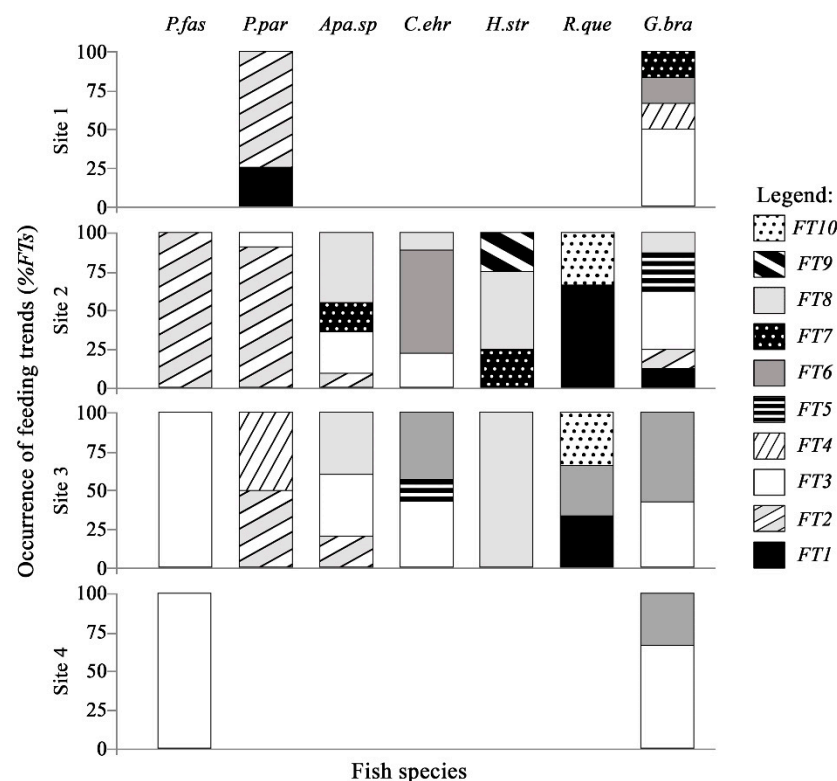 P.fas P.par Apa.sp C.ehr H.str R.que G.bra
Occurrence of feeding trends (%FTs)
Site 1
100
75
50
25
0
Site 2
100
75
50
25
0
Site 3
100
75
50
25
0
Site 4
100
75
50
25
0
Fish species
Legend:
FT10
FT9
FT8
FT7
FT6
FT5
FT4
FT3
FT2
FT1